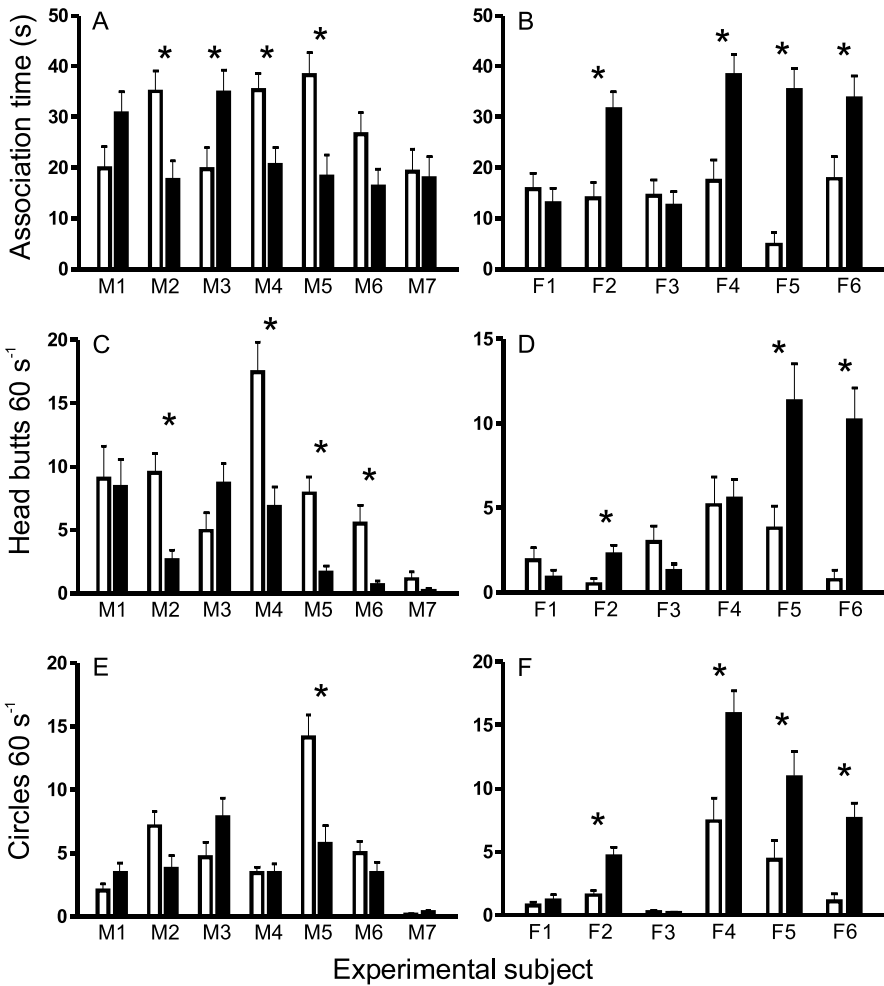 A
Association time (s)
50
40
30
20
10
0
* * * *
M1 M2 M3 M4 M5 M6 M7
B
50
40
30
20
10
0
* * * *
F1 F2 F3 F4 F5 F6
C
Head butts 60 s⁻¹
20
15
10
5
0
* * * *
M1 M2 M3 M4 M5 M6 M7
D
15
10
5
0
* * *
F1 F2 F3 F4 F5 F6
E
Circles 60 s⁻¹
20
15
10
5
0
*
M1 M2 M3 M4 M5 M6 M7
F
20
15
10
5
0
* * * *
F1 F2 F3 F4 F5 F6
Experimental subject